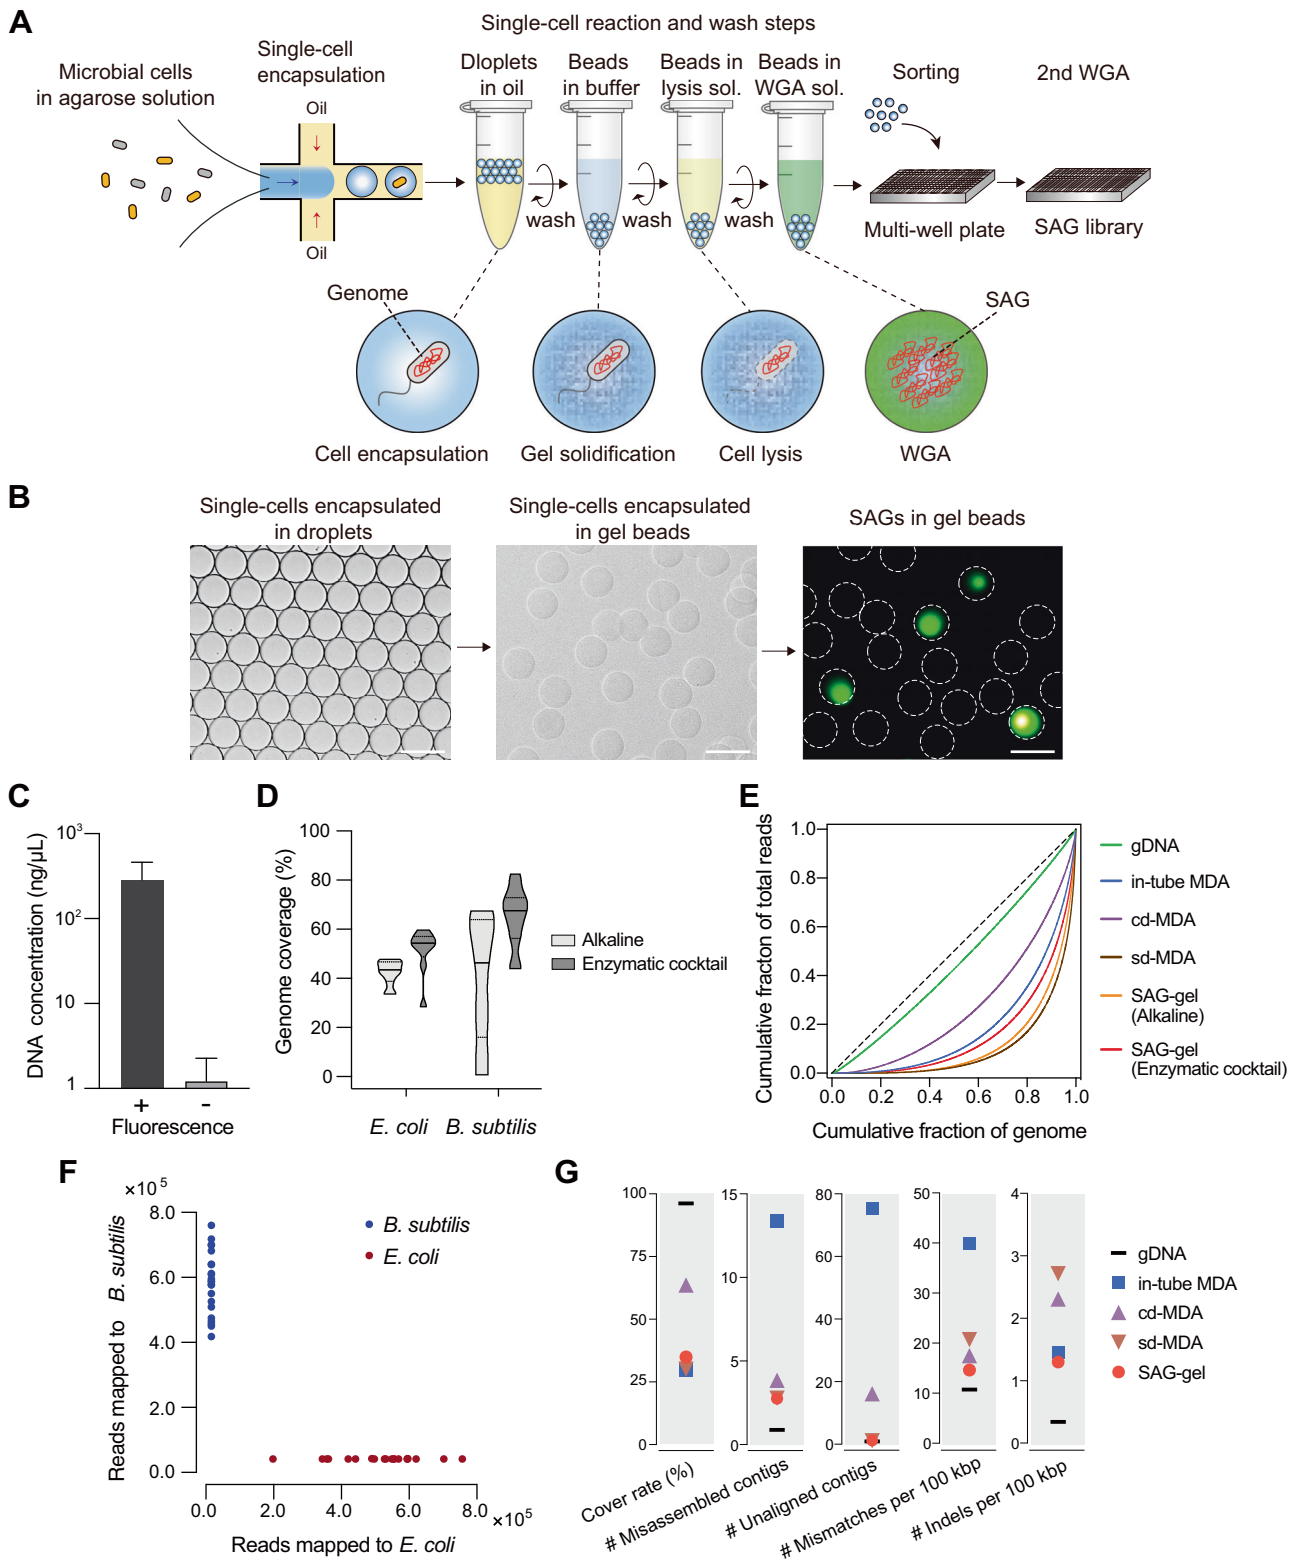 A
Single-cell reaction and wash steps
Microbial cells
in agarose solution
Single-cell
encapsulation
Oil
Oil
Dloplets
in oil
Beads
in buffer
Beads in
lysis sol.
Beads in
WGA sol.
wash
wash
wash
Sorting
Multi-well plate
2nd WGA
SAG library
Genome
SAG
Cell encapsulation
Gel solidification
Cell lysis
WGA
B
Single-cells encapsulated
in droplets
Single-cells encapsulated
in gel beads
SAGs in gel beads
C
DNA concentration (ng/µL)
10³
10²
10
1
+
-
Fluorescence
D
Genome coverage (%)
100
80
60
40
20
0
E. coli
B. subtilis
Alkaline
Enzymatic cocktail
E
Cumulative fraction of total reads
1.0
0.8
0.6
0.4
0.2
0.0
0.0 0.2 0.4 0.6 0.8 1.0
Cumulative fraction of genome
gDNA
in-tube MDA
cd-MDA
sd-MDA
SAG-gel
(Alkaline)
SAG-gel
(Enzymatic cocktail)
F
×10⁵
Reads mapped to B. subtilis
8.0
6.0
4.0
2.0
0.0
0.0 2.0 4.0 6.0 8.0
×10⁵
Reads mapped to E. coli
B. subtilis
E. coli
G
100
75
50
25
0
Cover rate (%)
15
10
5
0
# Misassembled contigs
80
60
40
20
0
# Unaligned contigs
50
40
30
20
10
0
# Mismatches per 100 kbp
4
3
2
1
0
# Indels per 100 kbp
gDNA
in-tube MDA
cd-MDA
sd-MDA
SAG-gel